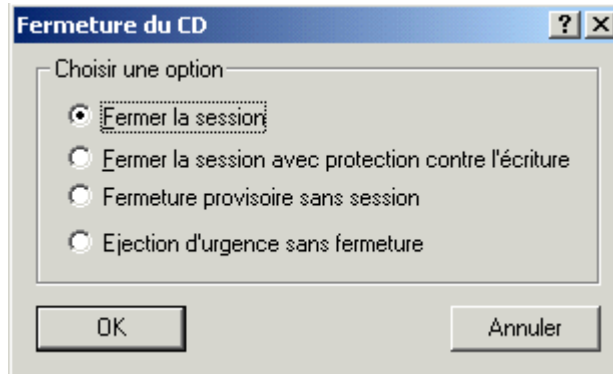 Fermeture du CD
Choisir une option
Fermer la session
Fermer la session avec protection contre l'écriture
Fermeture provisoire sans session
Ejection d'urgence sans fermeture
OK Annuler